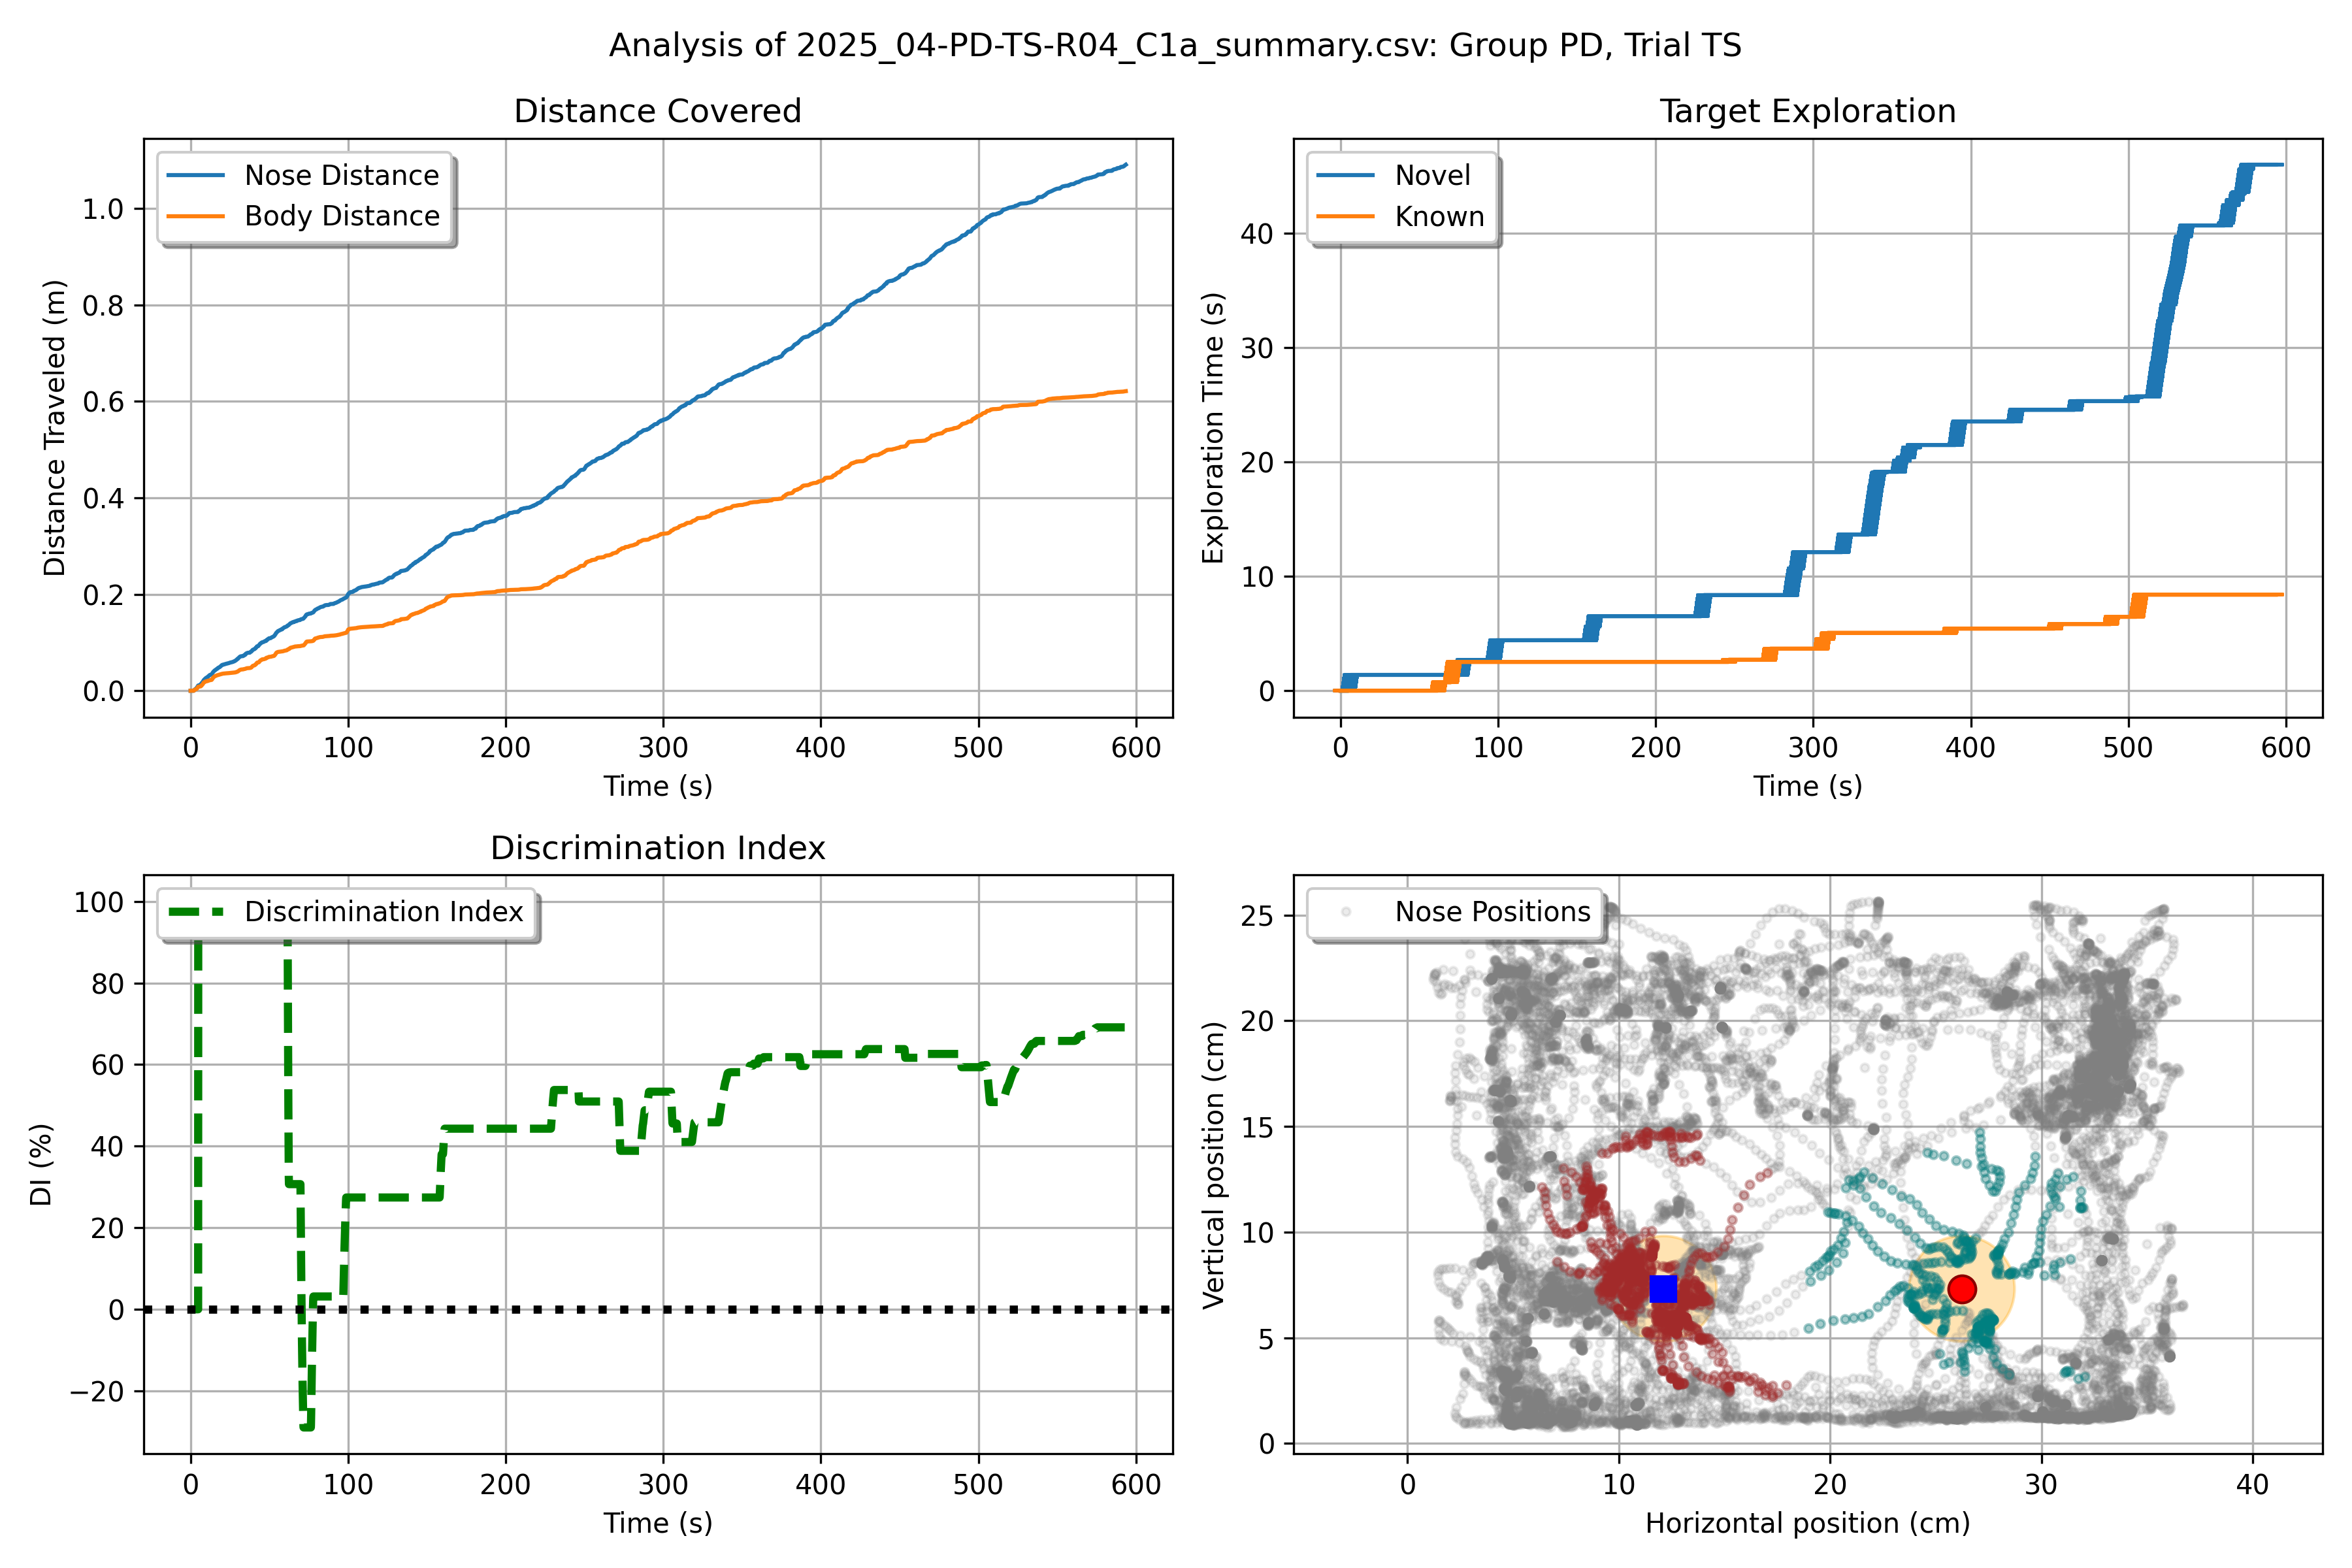 Analysis of 2025_04-PD-TS-R04_C1a_summary.csv: Group PD, Trial TS
Distance Covered
Nose Distance
Body Distance
Distance Traveled (m)
1.0
0.8
0.6
0.4
0.2
0.0
0 100 200 300 400 500 600
Time (s)
Target Exploration
Novel
Known
Exploration Time (s)
40
30
20
10
0
0 100 200 300 400 500 600
Time (s)
Discrimination Index
Discrimination Index
DI (%)
100
80
60
40
20
0
−20
0 100 200 300 400 500 600
Time (s)
Nose Positions
Vertical position (cm)
25
20
15
10
5
0
0 10 20 30 40
Horizontal position (cm)